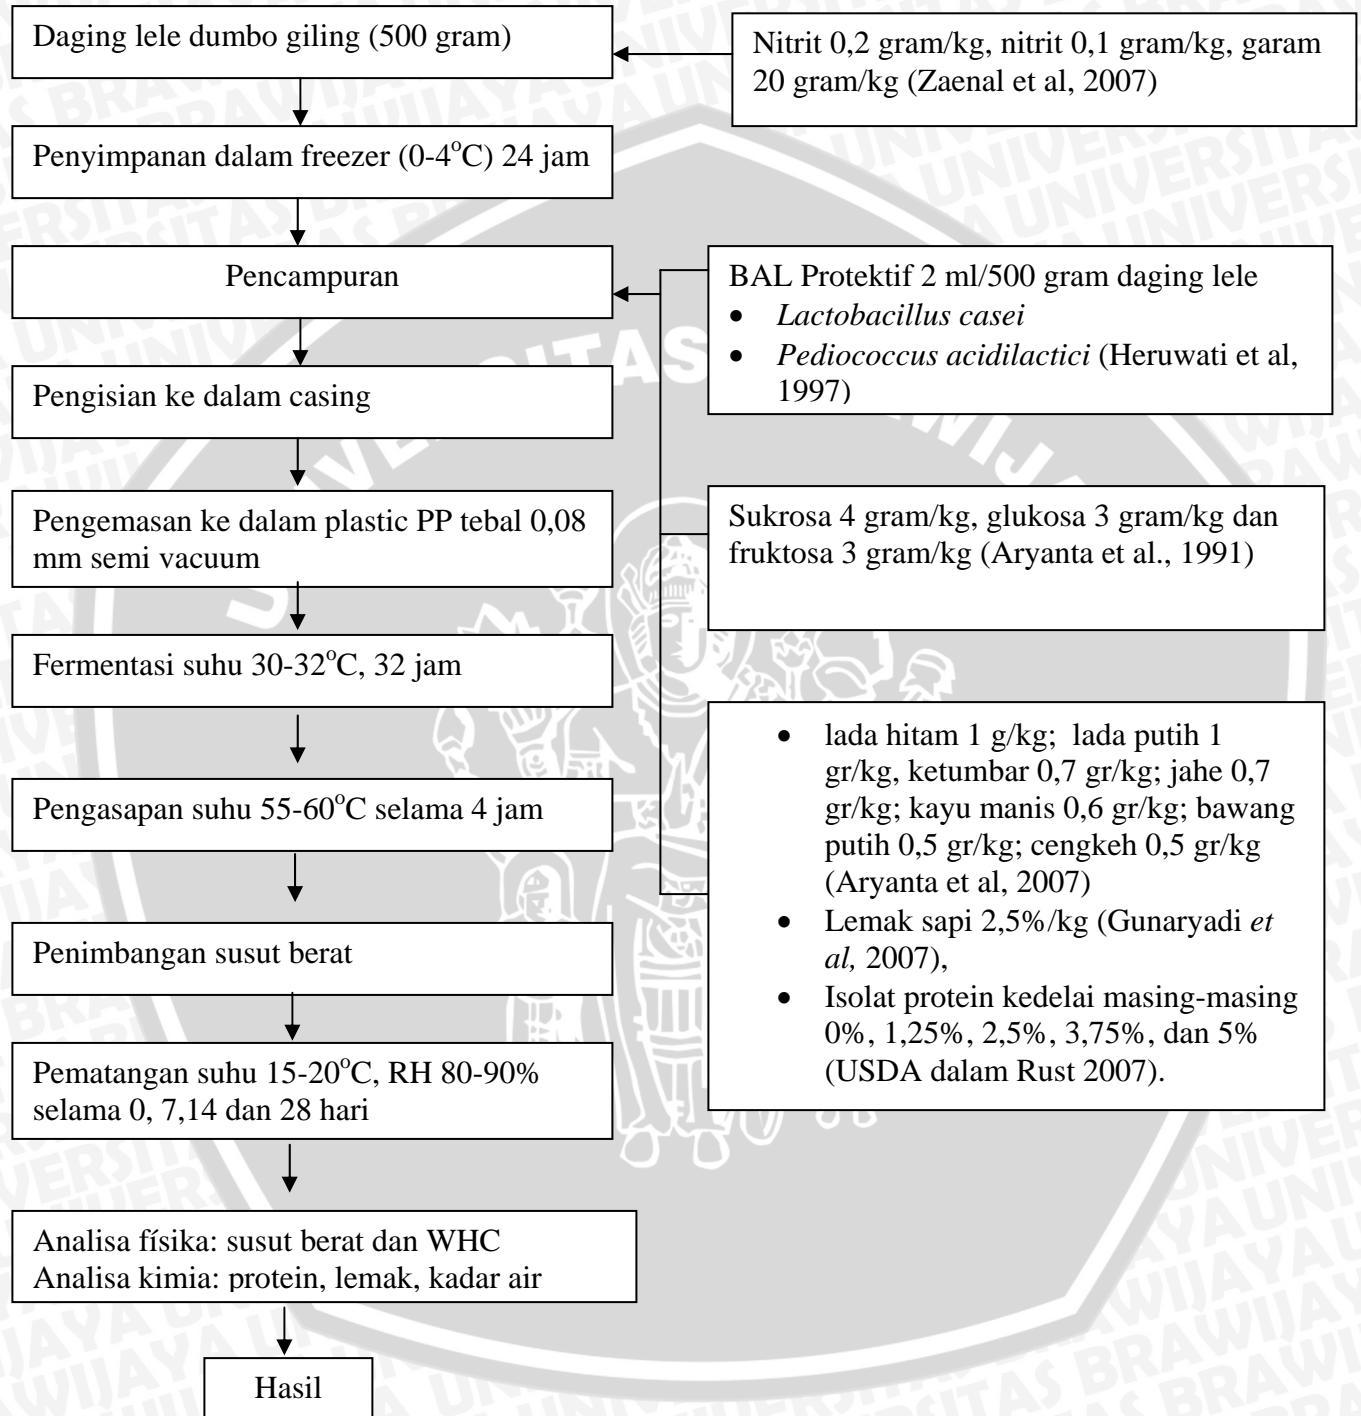 Daging lele dumbo giling (500 gram)
Nitrit 0,2 gram/kg, nitrit 0,1 gram/kg, garam
20 gram/kg (Zaenal et al, 2007)
Penyimpanan dalam freezer (0-4°C) 24 jam
Pencampuran
BAL Protektif 2 ml/500 gram daging lele
• Lactobacillus casei
• Pediococcus acidilactici (Heruwati et al,
1997)
Pengisian ke dalam casing
Pengemasan ke dalam plastic PP tebal 0,08
mm semi vacuum
Sukrosa 4 gram/kg, glukosa 3 gram/kg dan
fruktosa 3 gram/kg (Aryanta et al., 1991)
Fermentasi suhu 30-32°C, 32 jam
Pengasapan suhu 55-60°C selama 4 jam
• lada hitam 1 g/kg; lada putih 1
gr/kg, ketumbar 0,7 gr/kg; jahe 0,7
gr/kg; kayu manis 0,6 gr/kg; bawang
putih 0,5 gr/kg; cengkeh 0,5 gr/kg
(Aryanta et al, 2007)
• Lemak sapi 2,5%/kg (Gunaryadi et
al, 2007),
• Isolat protein kedelai masing-masing
0%, 1,25%, 2,5%, 3,75%, dan 5%
(USDA dalam Rust 2007).
Penimbangan susut berat
Pematangan suhu 15-20°C, RH 80-90%
selama 0, 7,14 dan 28 hari
Analisa físika: susut berat dan WHC
Analisa kimia: protein, lemak, kadar air
Hasil